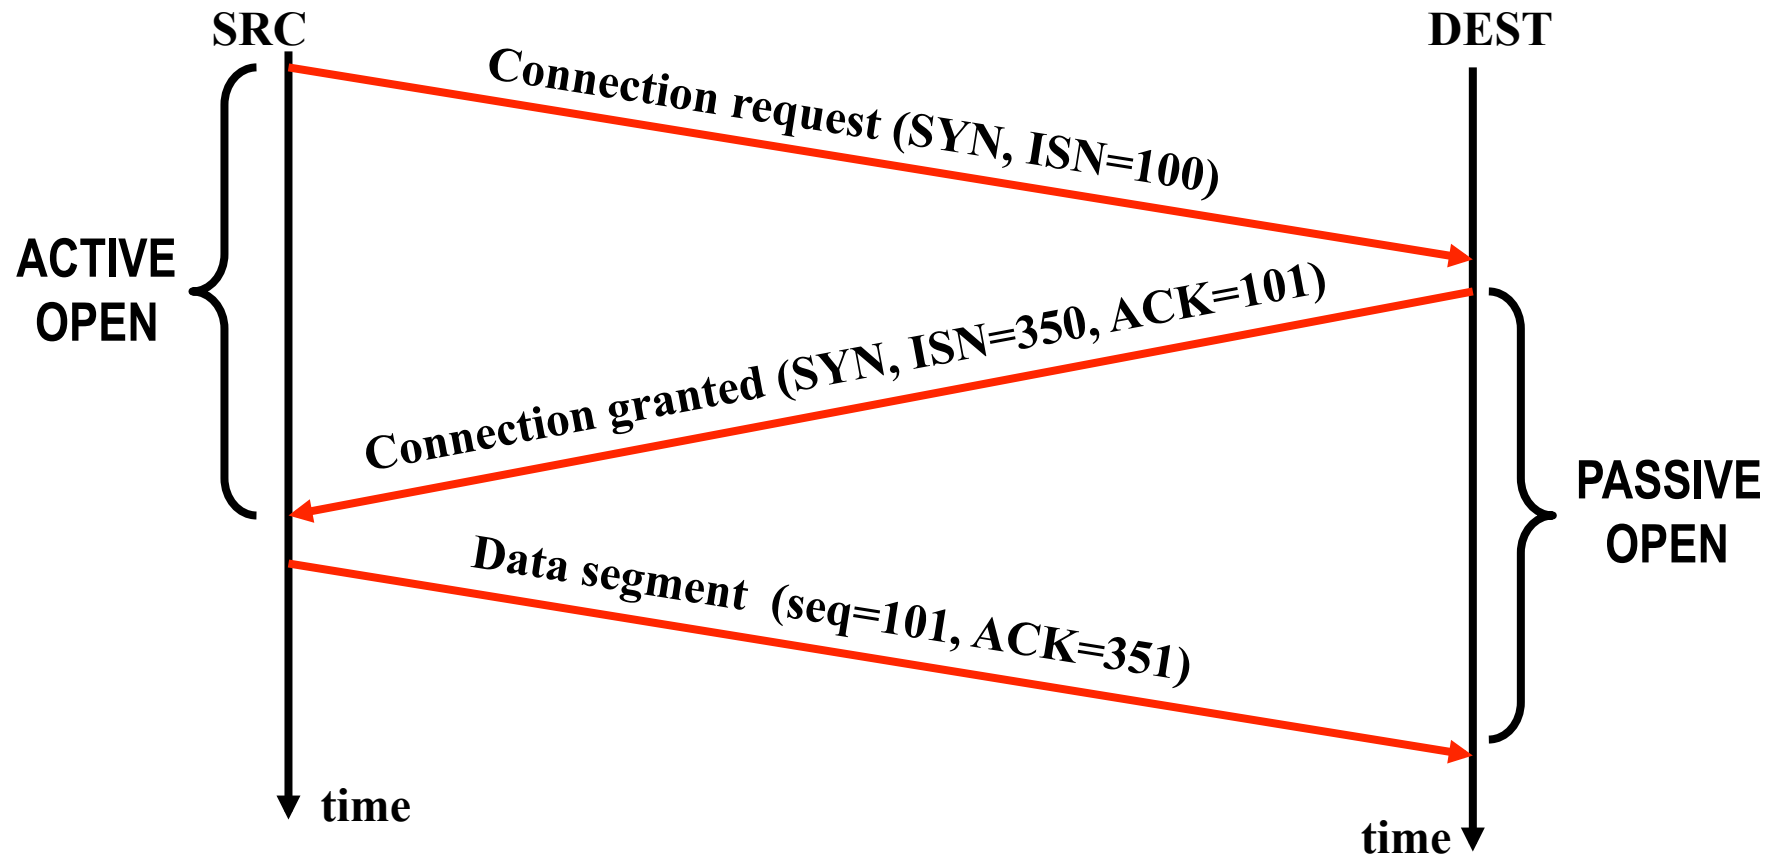 SRC
DEST
Connection request (SYN, ISN=100)
ACTIVE
OPEN
Connection granted (SYN, ISN=350, ACK=101)
PASSIVE
OPEN
Data segment (seq=101, ACK=351)
time
time